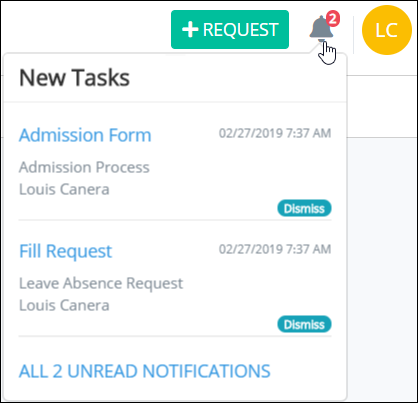 + REQUEST
2
LC
New Tasks
Admission Form 02/27/2019 7:37 AM
Admission Process
Louis Canera
Dismiss
Fill Request 02/27/2019 7:37 AM
Leave Absence Request
Louis Canera
Dismiss
ALL 2 UNREAD NOTIFICATIONS